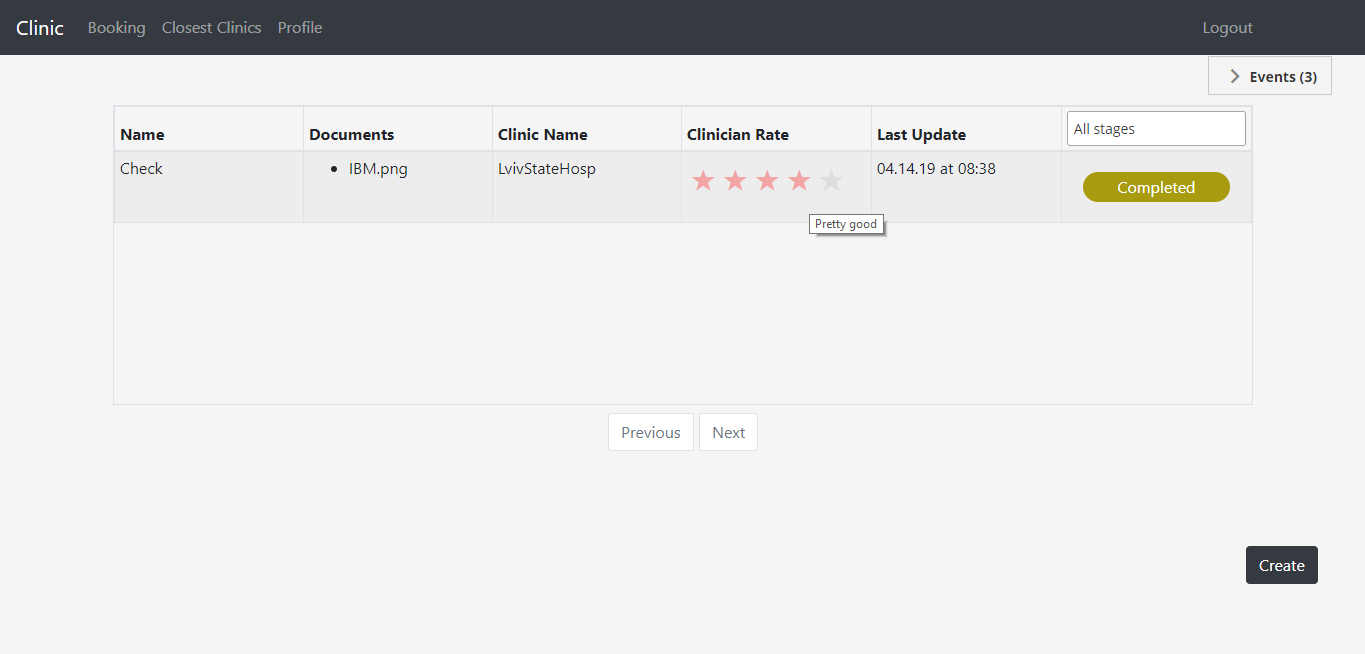 Clinic Booking Closest Clinics Profile Logout
Events (3)
Name Documents Clinic Name Clinician Rate Last Update All stages
Check IBM.png LvivStateHosp 04.14.19 at 08:38 Completed
Pretty good
Previous Next
Create